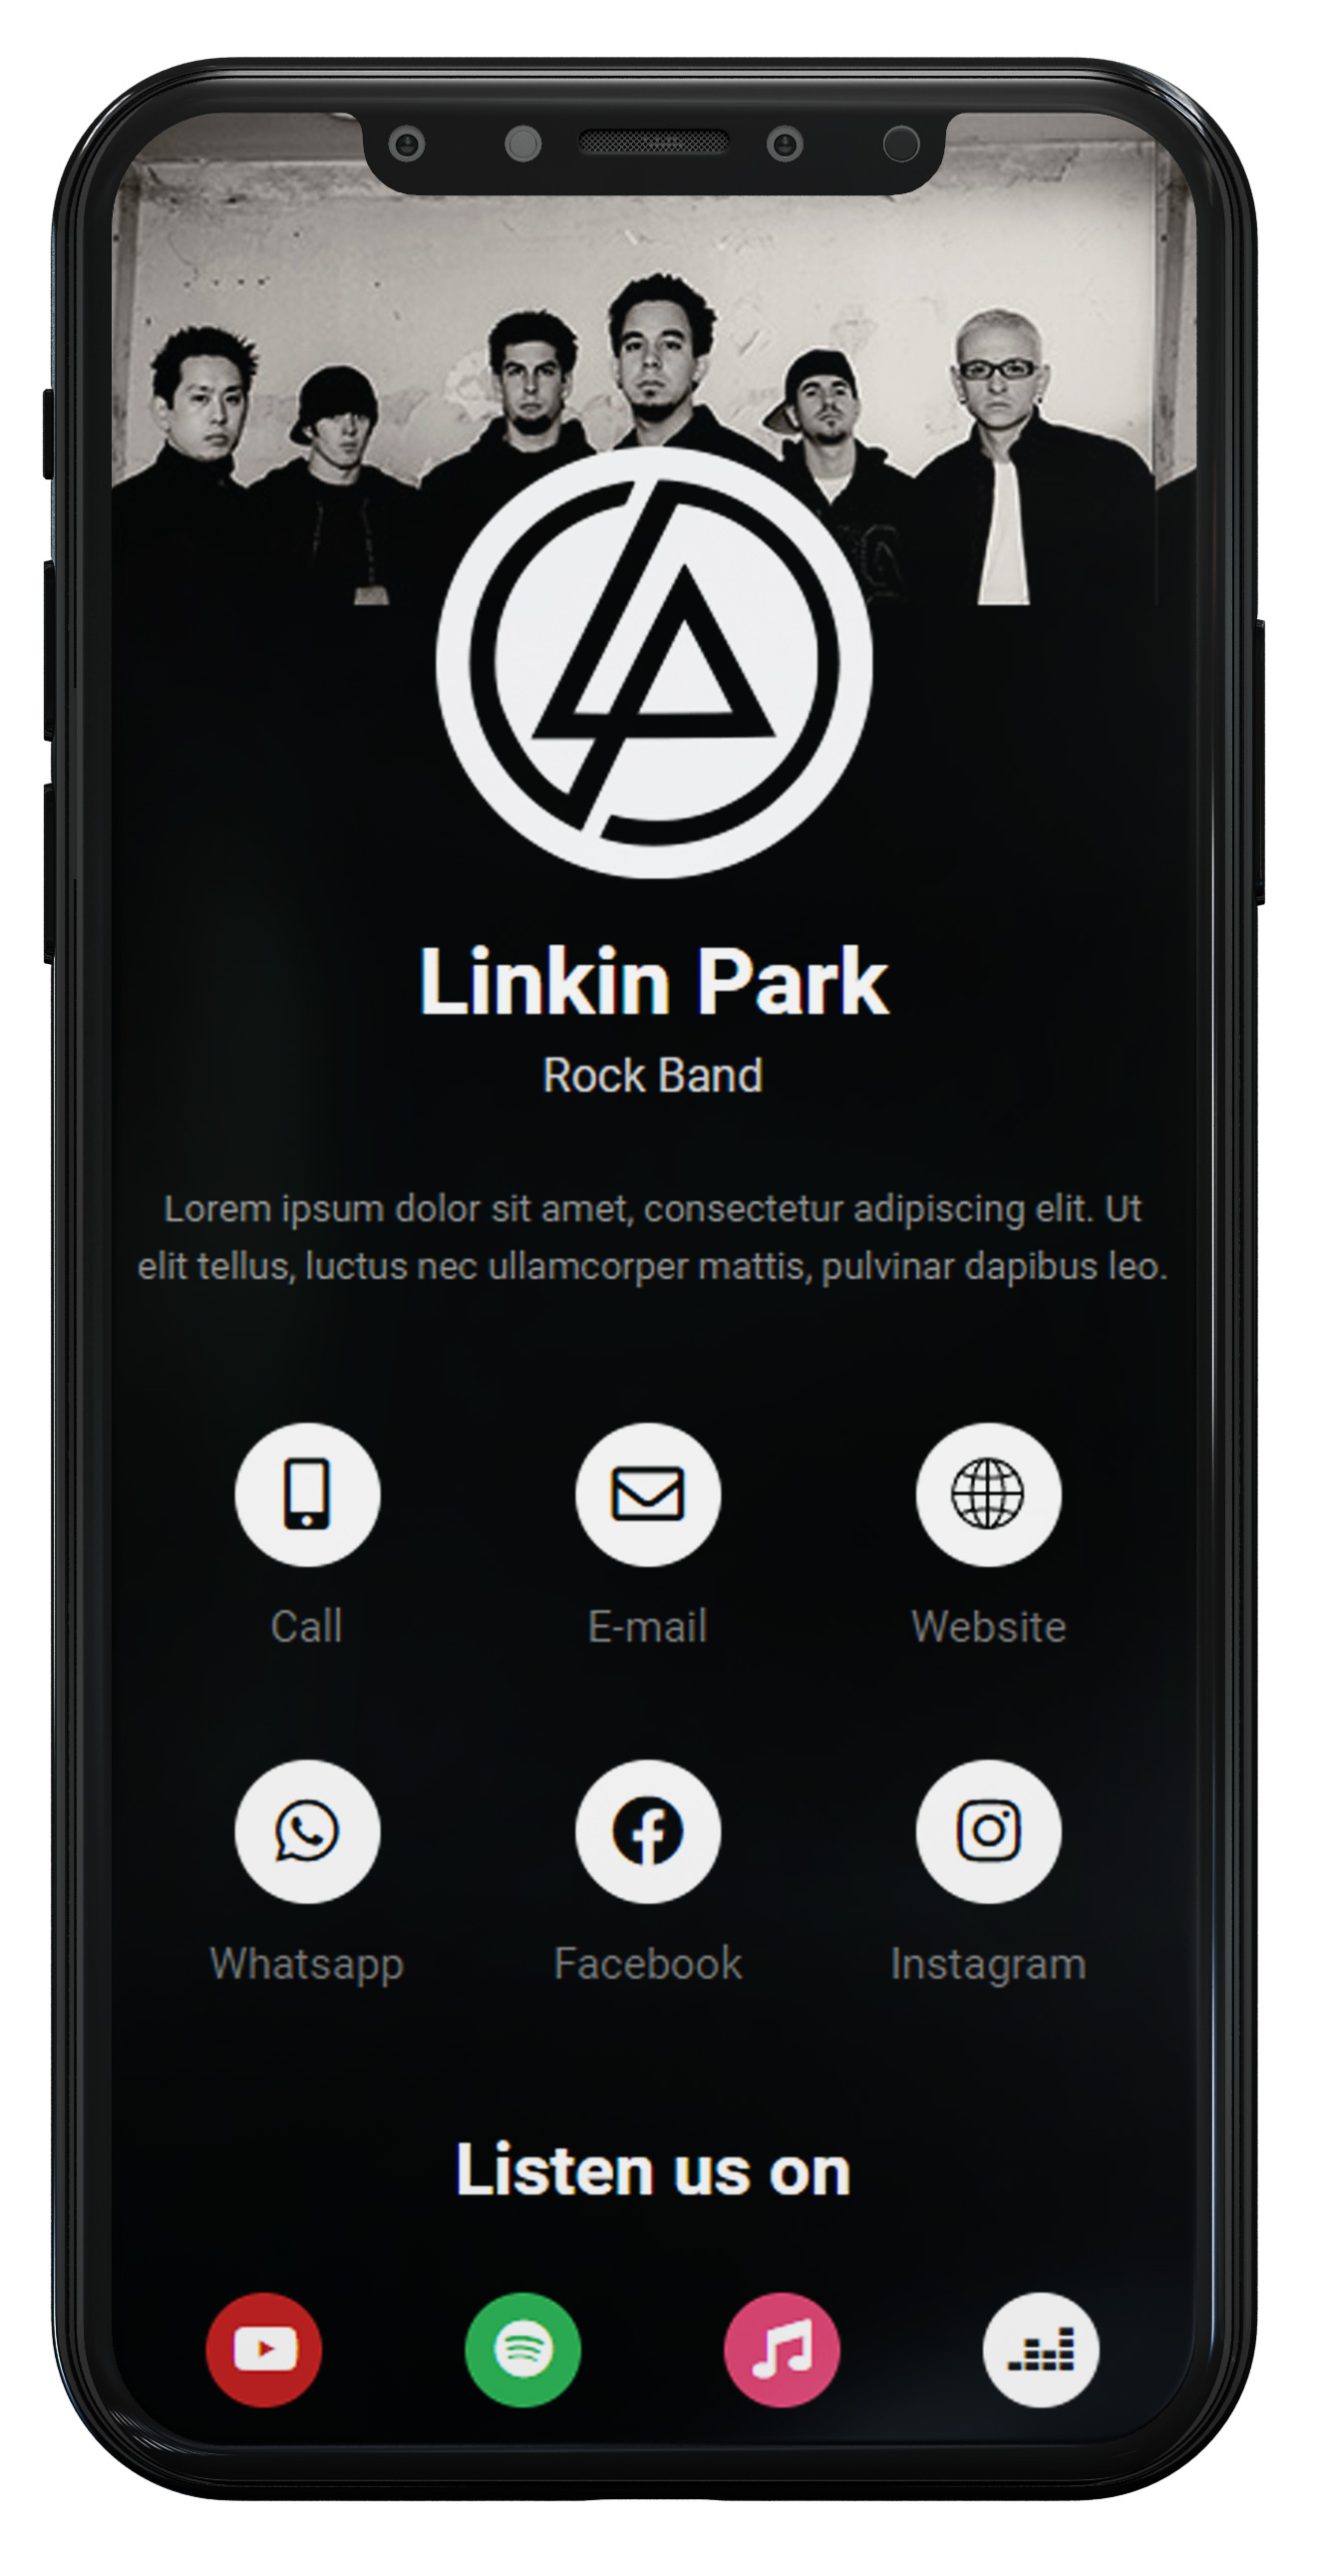 Linkin Park
Rock Band
Lorem ipsum dolor sit amet, consectetur adipiscing elit. Ut
elit tellus, luctus nec ullamcorper mattis, pulvinar dapibus leo.
Call
E-mail
Website
Whatsapp
Facebook
Instagram
Listen us on